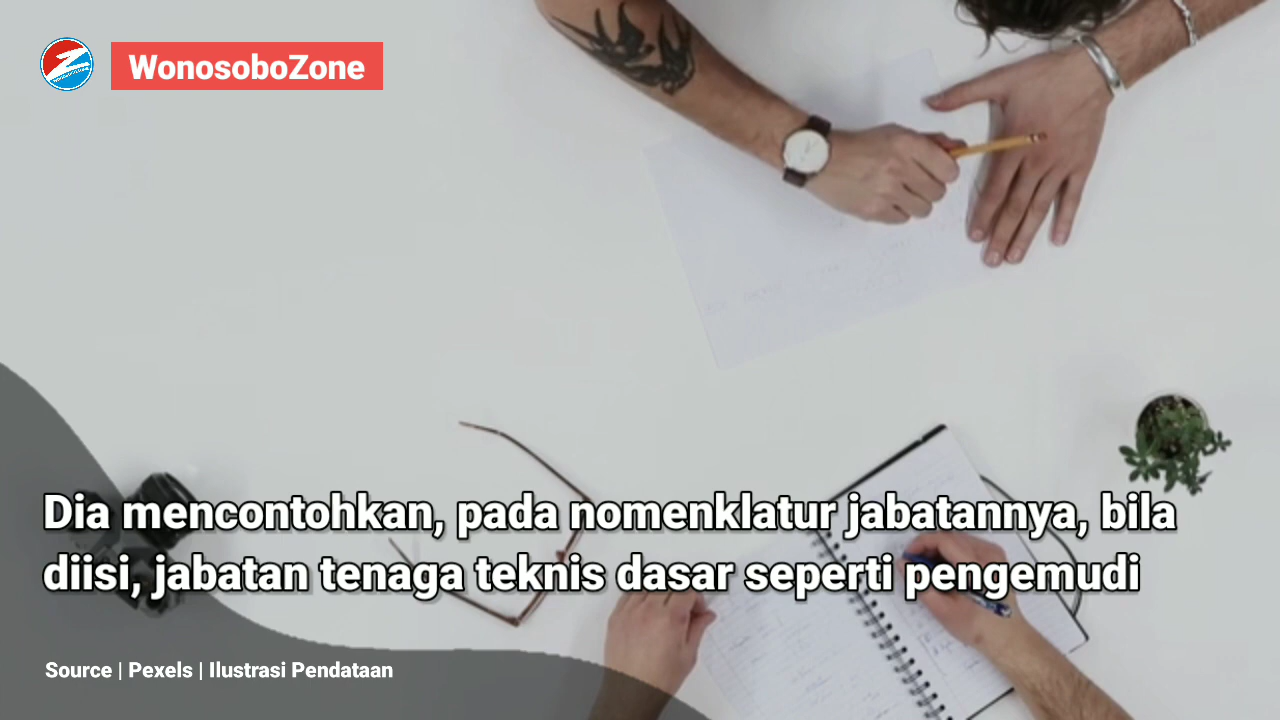 WonosoboZone
Dia mencontohkan, pada nomenklatur jabatannya, bila
diisi, jabatan tenaga teknis dasar seperti pengemudi
Source | Pexels | Ilustrasi Pendataan